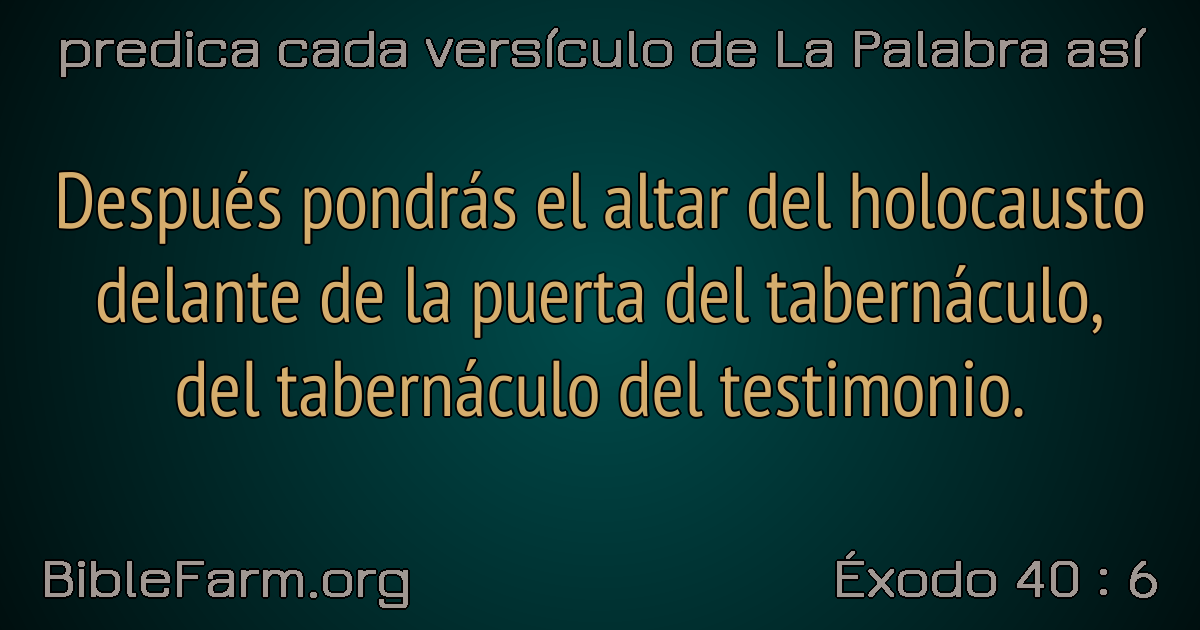 predica cada versículo de La Palabra así
Después pondrás el altar del holocausto
delante de la puerta del tabernáculo,
del tabernáculo del testimonio.
BibleFarm.org
Éxodo 40 : 6